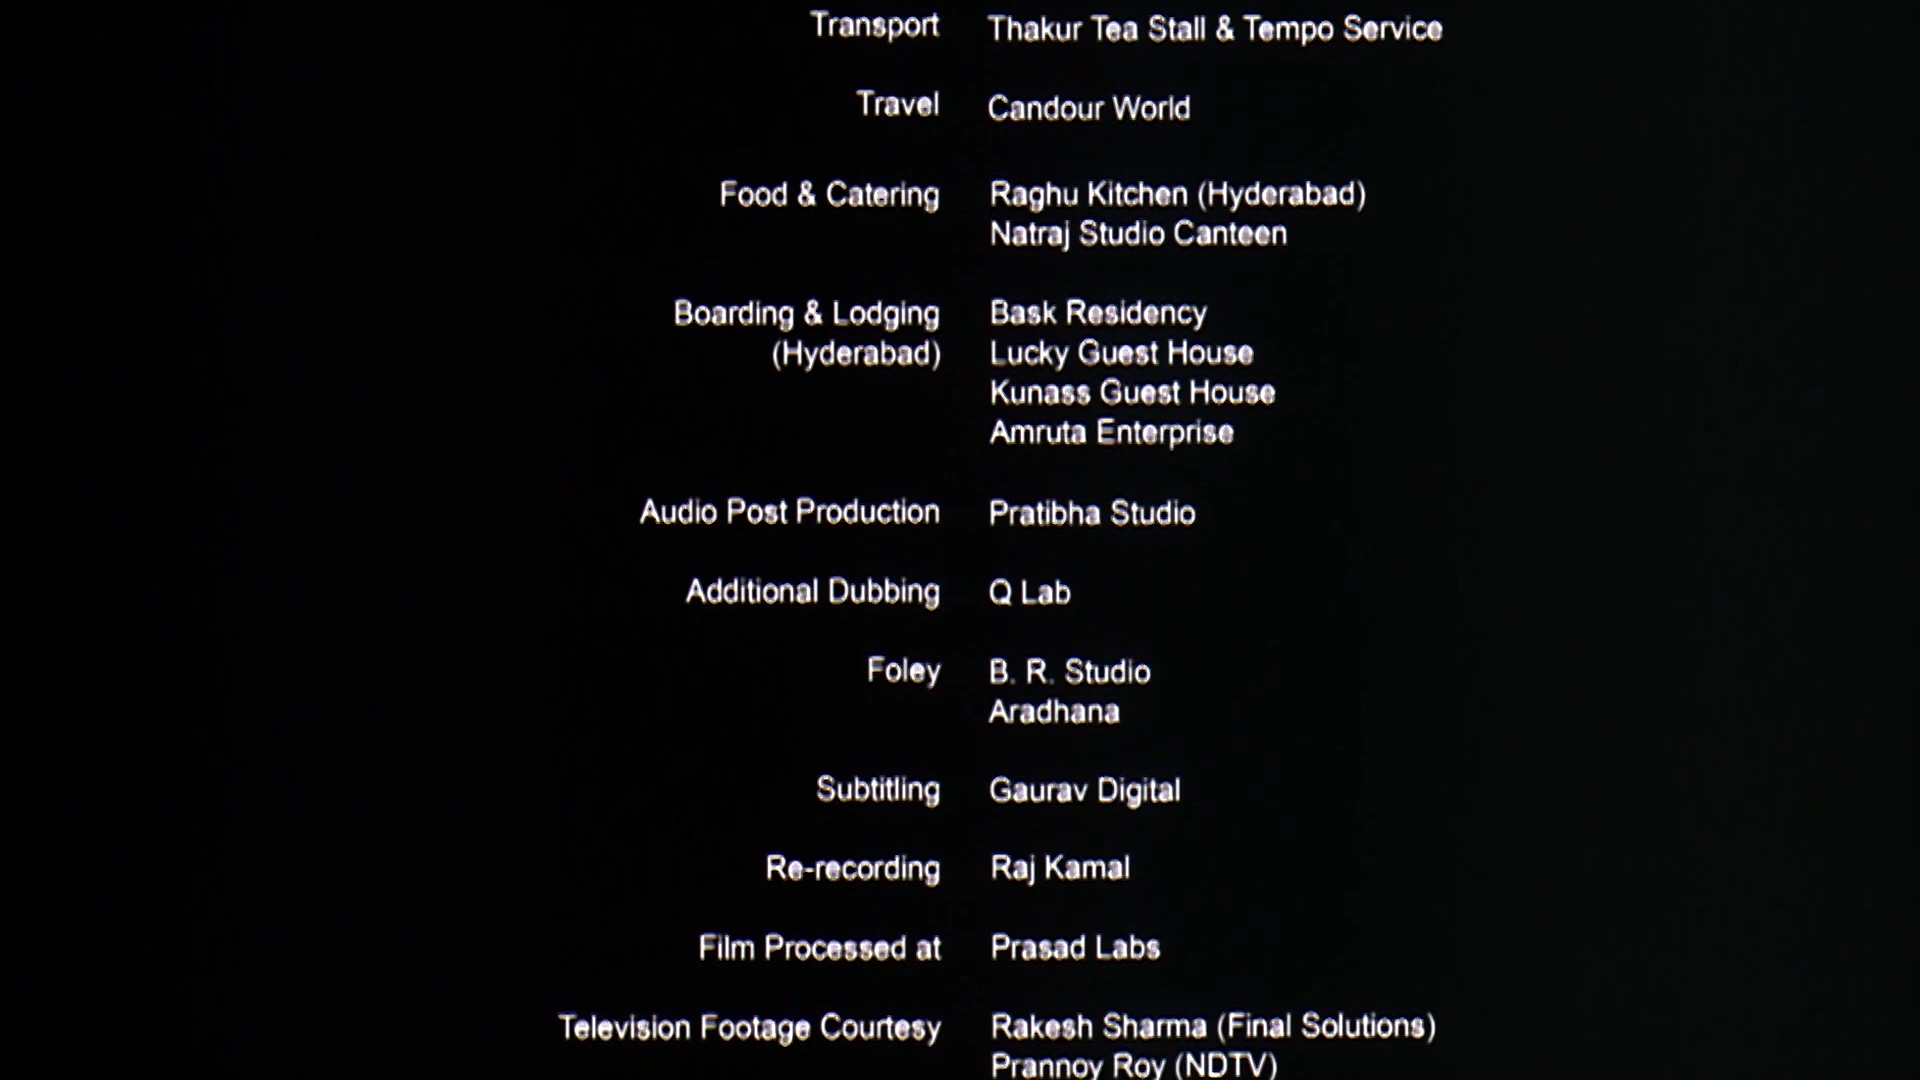 Transport Thakur Tea Stall & Tempo Service
Travel Candour World
Food & Catering Raghu Kitchen (Hyderabad)
Natraj Studio Canteen
Boarding & Lodging Bask Residency
(Hyderabad) Lucky Guest House
Kunass Guest House
Amruta Enterprise
Audio Post Production Pratibha Studio
Additional Dubbing Q Lab
Foley B. R. Studio
Aradhana
Subtitling Gaurav Digital
Re-recording Raj Kamal
Film Processed at Prasad Labs
Television Footage Courtesy Rakesh Sharma (Final Solutions)
Prannoy Roy (NDTV)